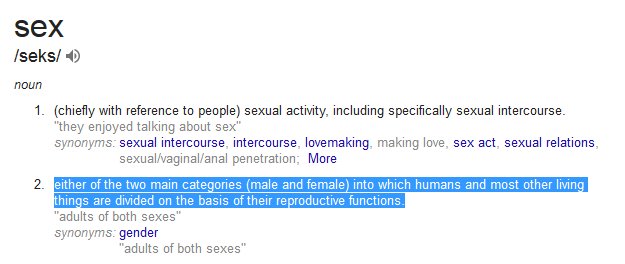 sex
/seks/
noun
1. (chiefly with reference to people) sexual activity, including specifically sexual intercourse.
"they enjoyed talking about sex"
synonyms: sexual intercourse, intercourse, lovemaking, making love, sex act, sexual relations,
sexual/vaginal/anal penetration; More
2. either of the two main categories (male and female) into which humans and most other living
things are divided on the basis of their reproductive functions.
"adults of both sexes"
synonyms: gender
"adults of both sexes"